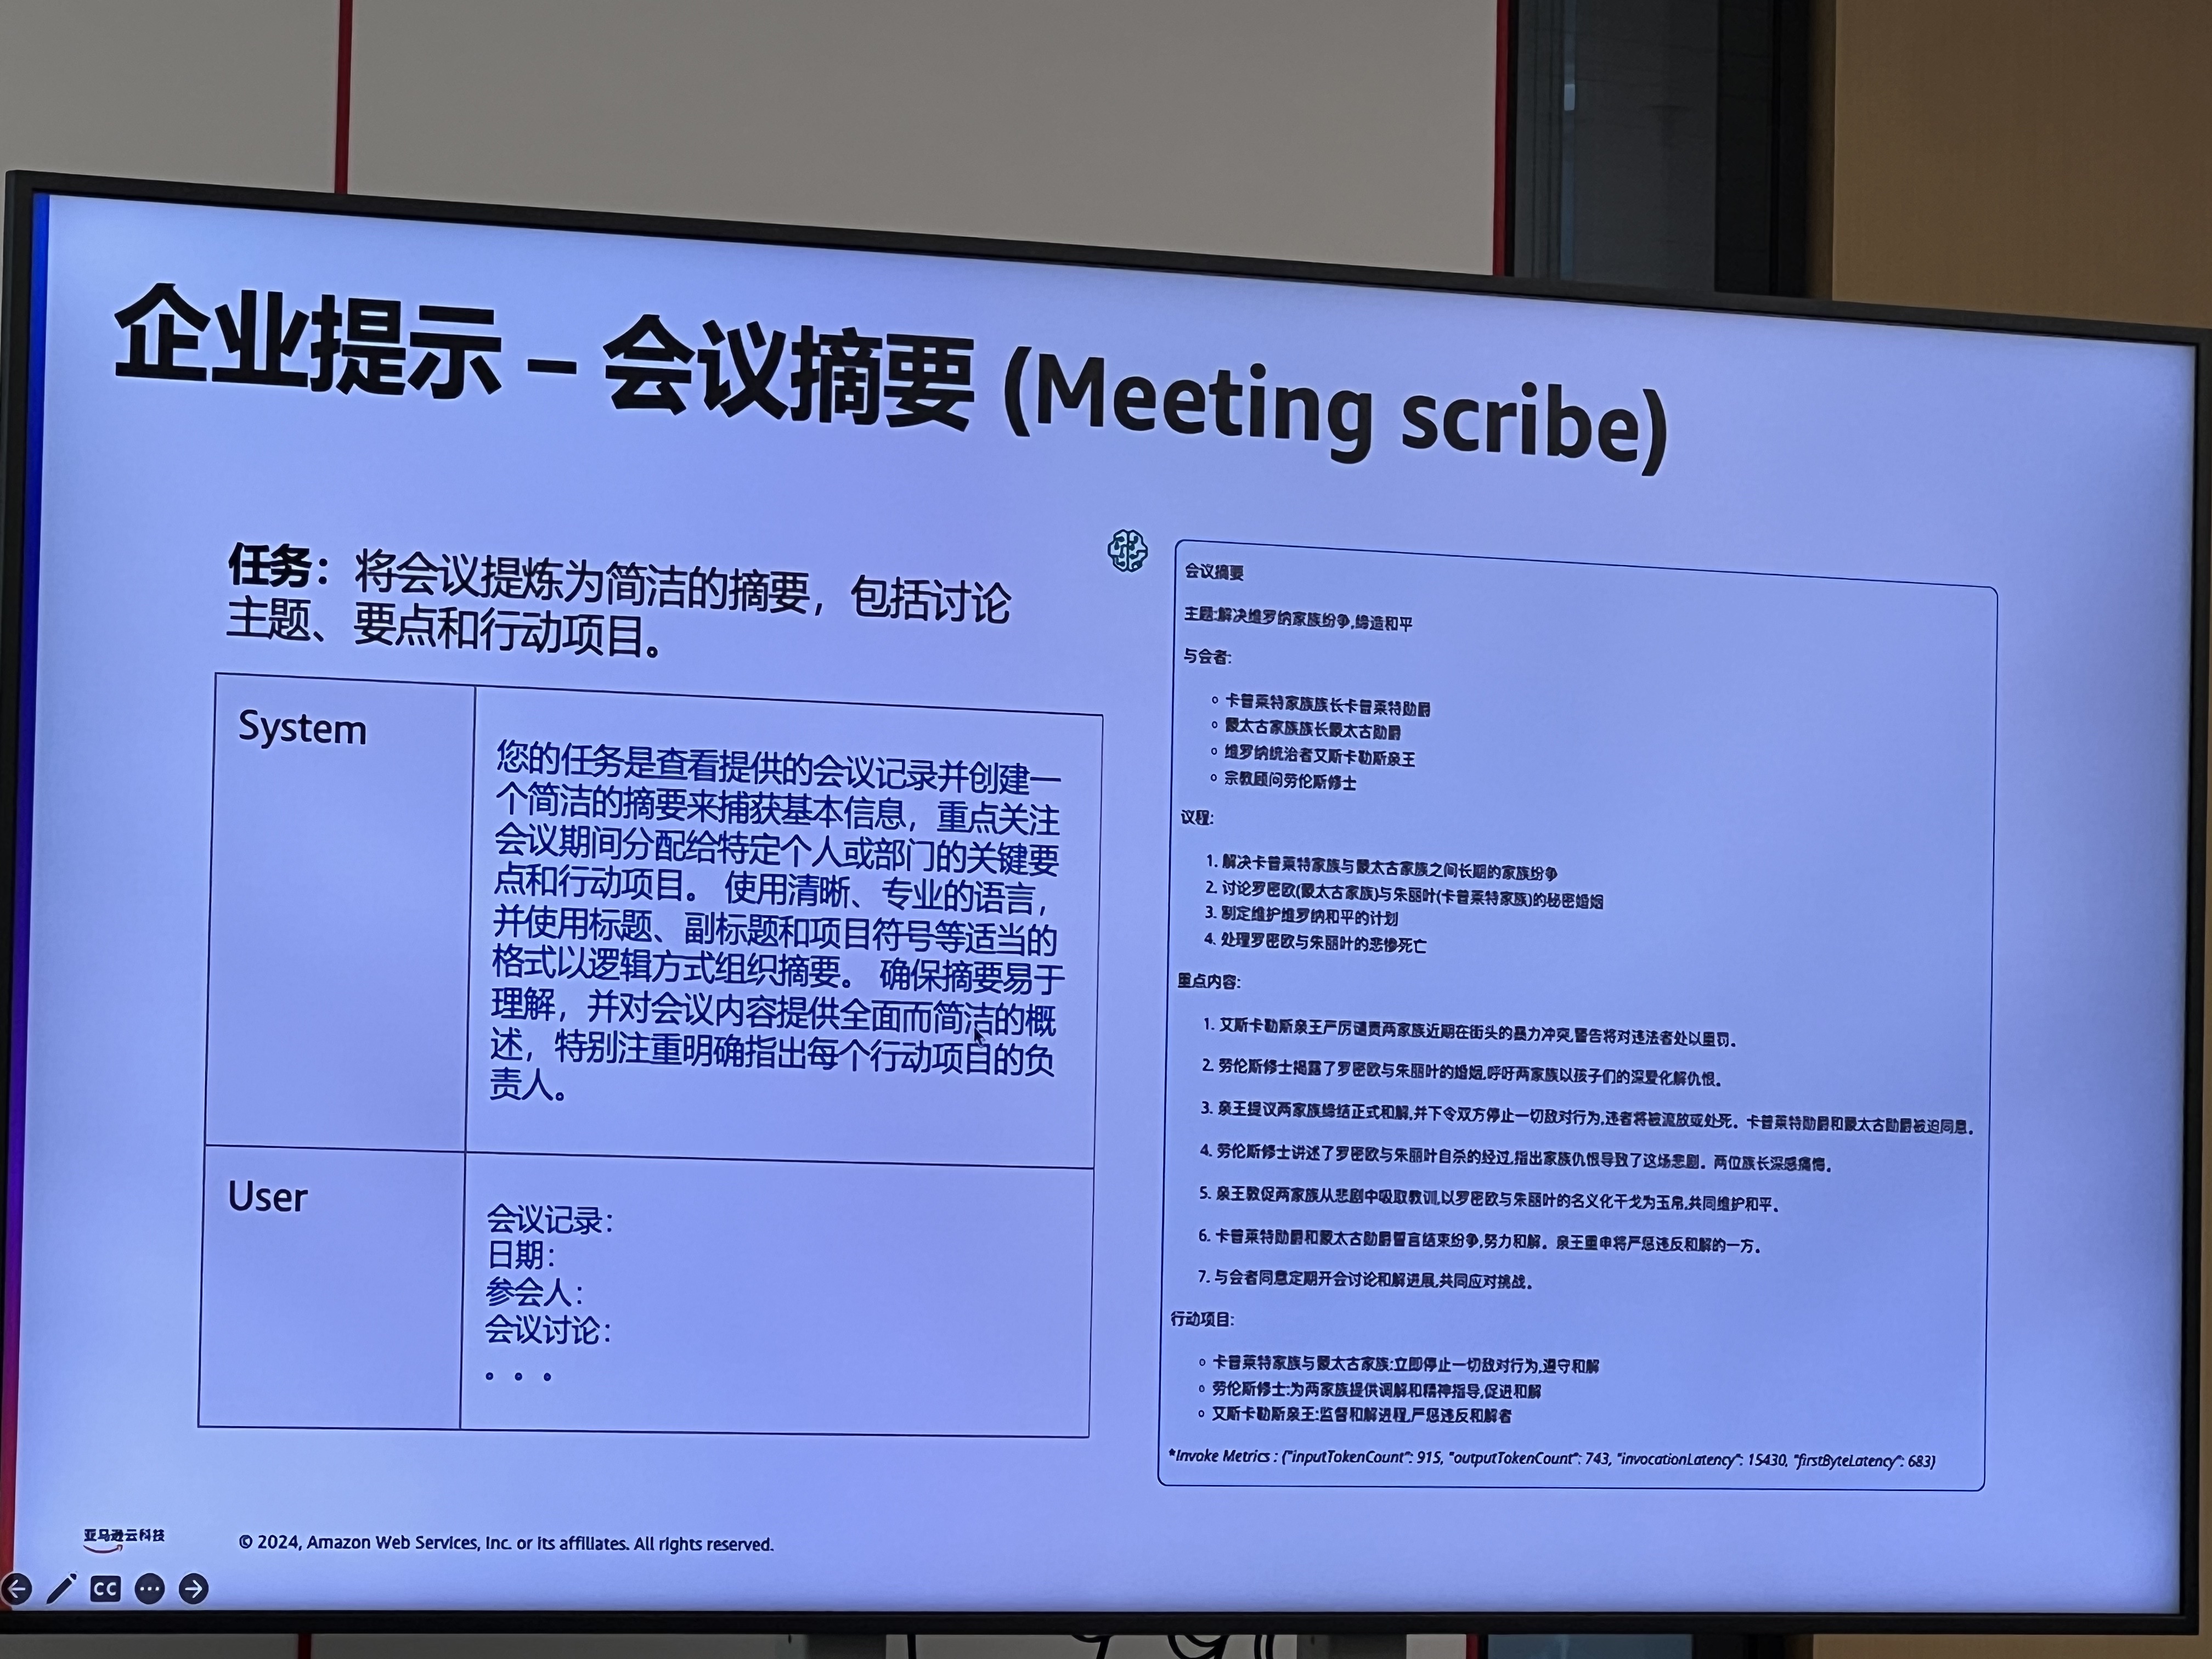 企业提示 – 会议摘要 (Meeting scribe)
任务：将会议提炼为简洁的摘要，包括讨论
主题、要点和行动项目。
System
您的任务是查看提供的会议记录并创建一
个简洁的摘要来捕获基本信息，重点关注
会议期间分配给特定个人或部门的关键要
点和行动项目。 使用清晰、专业的语言，
并使用标题、副标题和项目符号等适当的
格式以逻辑方式组织摘要。 确保摘要易于
理解，并对会议内容提供全面而简洁的概
述，特别注重明确指出每个行动项目的负
责人。
User
会议记录：
日期：
参会人：
会议讨论：
。。。
会议摘要
主题:解决维罗纳家族纷争,缔造和平
与会者:
○ 卡普莱特家族族长卡普莱特勋爵
○ 蒙太古家族族长蒙太古勋爵
○ 维罗纳统治者艾斯卡勒斯亲王
○ 宗教顾问劳伦斯修士
议程:
1. 解决卡普莱特家族与蒙太古家族之间长期的家族纷争
2. 讨论罗密欧(蒙太古家族)与朱丽叶(卡普莱特家族)的秘密婚姻
3. 制定维护维罗纳和平的计划
4. 处理罗密欧与朱丽叶的悲惨死亡
重点内容:
1. 艾斯卡勒斯亲王严厉谴责两家族近期在街头的暴力冲突,警告将对违法者处以重罚。
2. 劳伦斯修士揭露了罗密欧与朱丽叶的婚姻,呼吁两家族以孩子们的深爱化解仇恨。
3. 亲王提议两家族缔结正式和解,并下令双方停止一切敌对行为,违者将被流放或处死。卡普莱特勋爵和蒙太古勋爵被迫同意。
4. 劳伦斯修士讲述了罗密欧与朱丽叶自杀的经过,指出家族仇恨导致了这场悲剧。两位族长深感痛悔。
5. 亲王敦促两家族从悲剧中吸取教训,以罗密欧与朱丽叶的名义化干戈为玉帛,共同维护和平。
6. 卡普莱特勋爵和蒙太古勋爵誓言结束纷争,努力和解。亲王重申将严惩违反和解的一方。
7. 与会者同意定期开会讨论和解进展,共同应对挑战。
行动项目:
○ 卡普莱特家族与蒙太古家族:立即停止一切敌对行为,遵守和解
○ 劳伦斯修士:为两家族提供调解和精神指导,促进和解
○ 艾斯卡勒斯亲王:监督和解进程,严惩违反和解者
*Invoke Metrics : {"inputTokenCount": 915, "outputTokenCount": 743, "invocationLatency": 15430, "firstByteLatency": 683}
亚马逊云科技
© 2024, Amazon Web Services, Inc. or its affiliates. All rights reserved.
CC